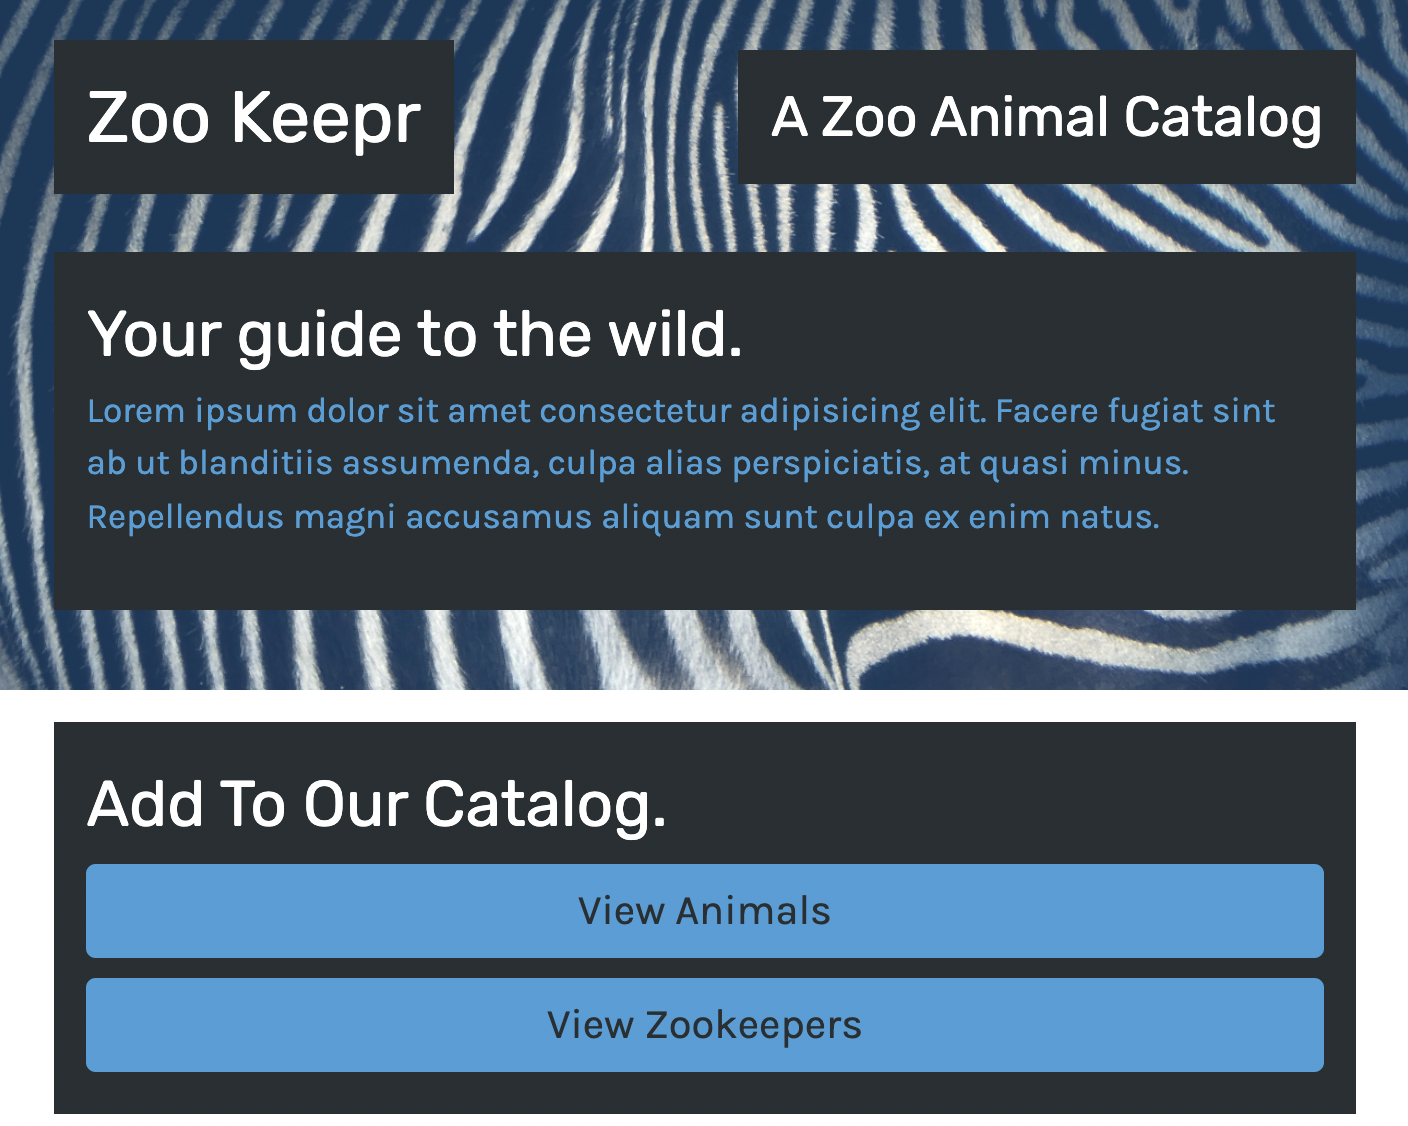 Zoo Keepr
A Zoo Animal Catalog
Your guide to the wild.
Lorem ipsum dolor sit amet consectetur adipisicing elit. Facere fugiat sint
ab ut blanditiis assumenda, culpa alias perspiciatis, at quasi minus.
Repellendus magni accusamus aliquam sunt culpa ex enim natus.
Add To Our Catalog.
View Animals
View Zookeepers